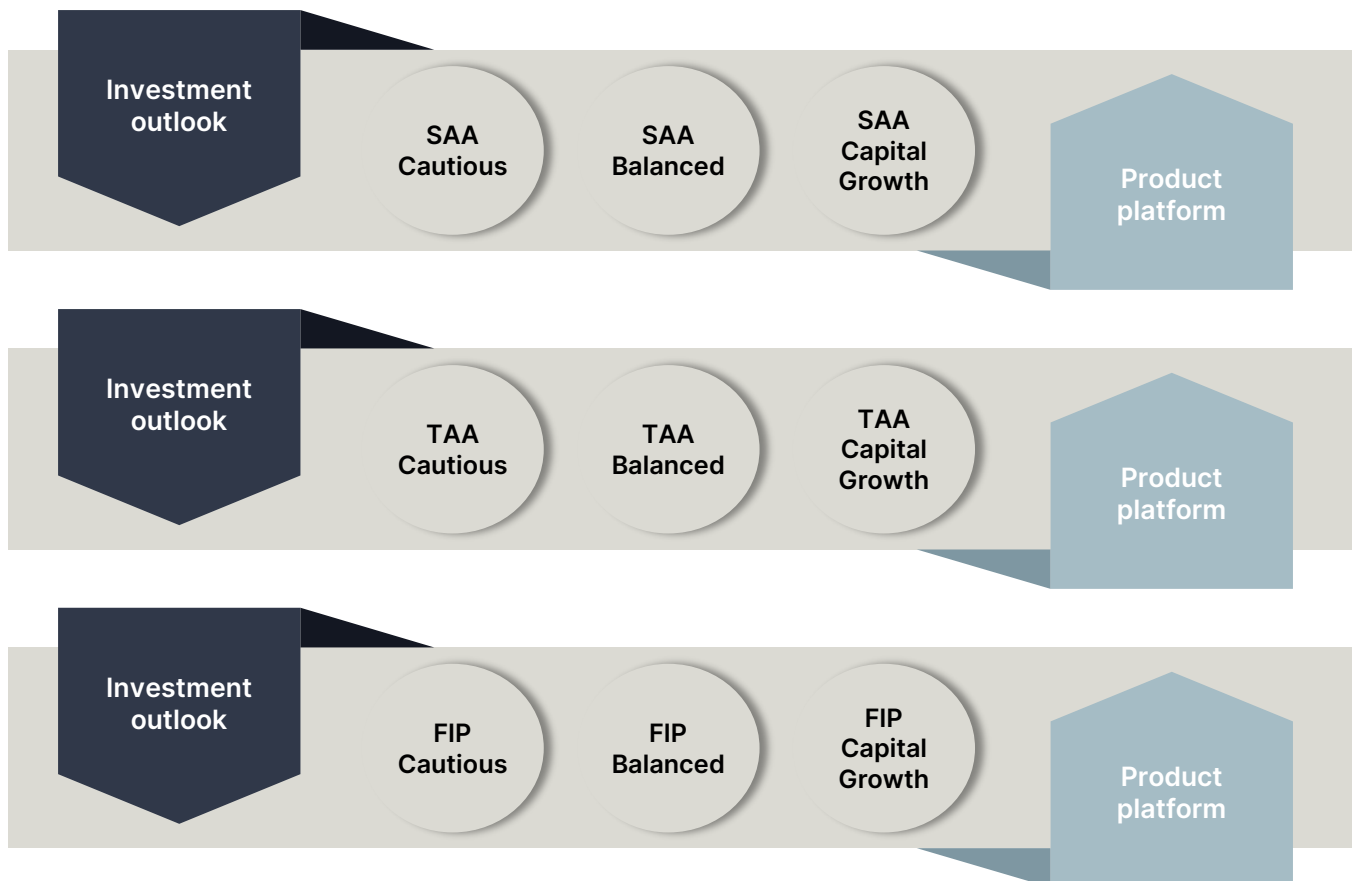 Investment
outlook
SAA
Cautious
SAA
Balanced
SAA
Capital
Growth
Product
platform
Investment
outlook
TAA
Cautious
TAA
Balanced
TAA
Capital
Growth
Product
platform
Investment
outlook
FIP
Cautious
FIP
Balanced
FIP
Capital
Growth
Product
platform